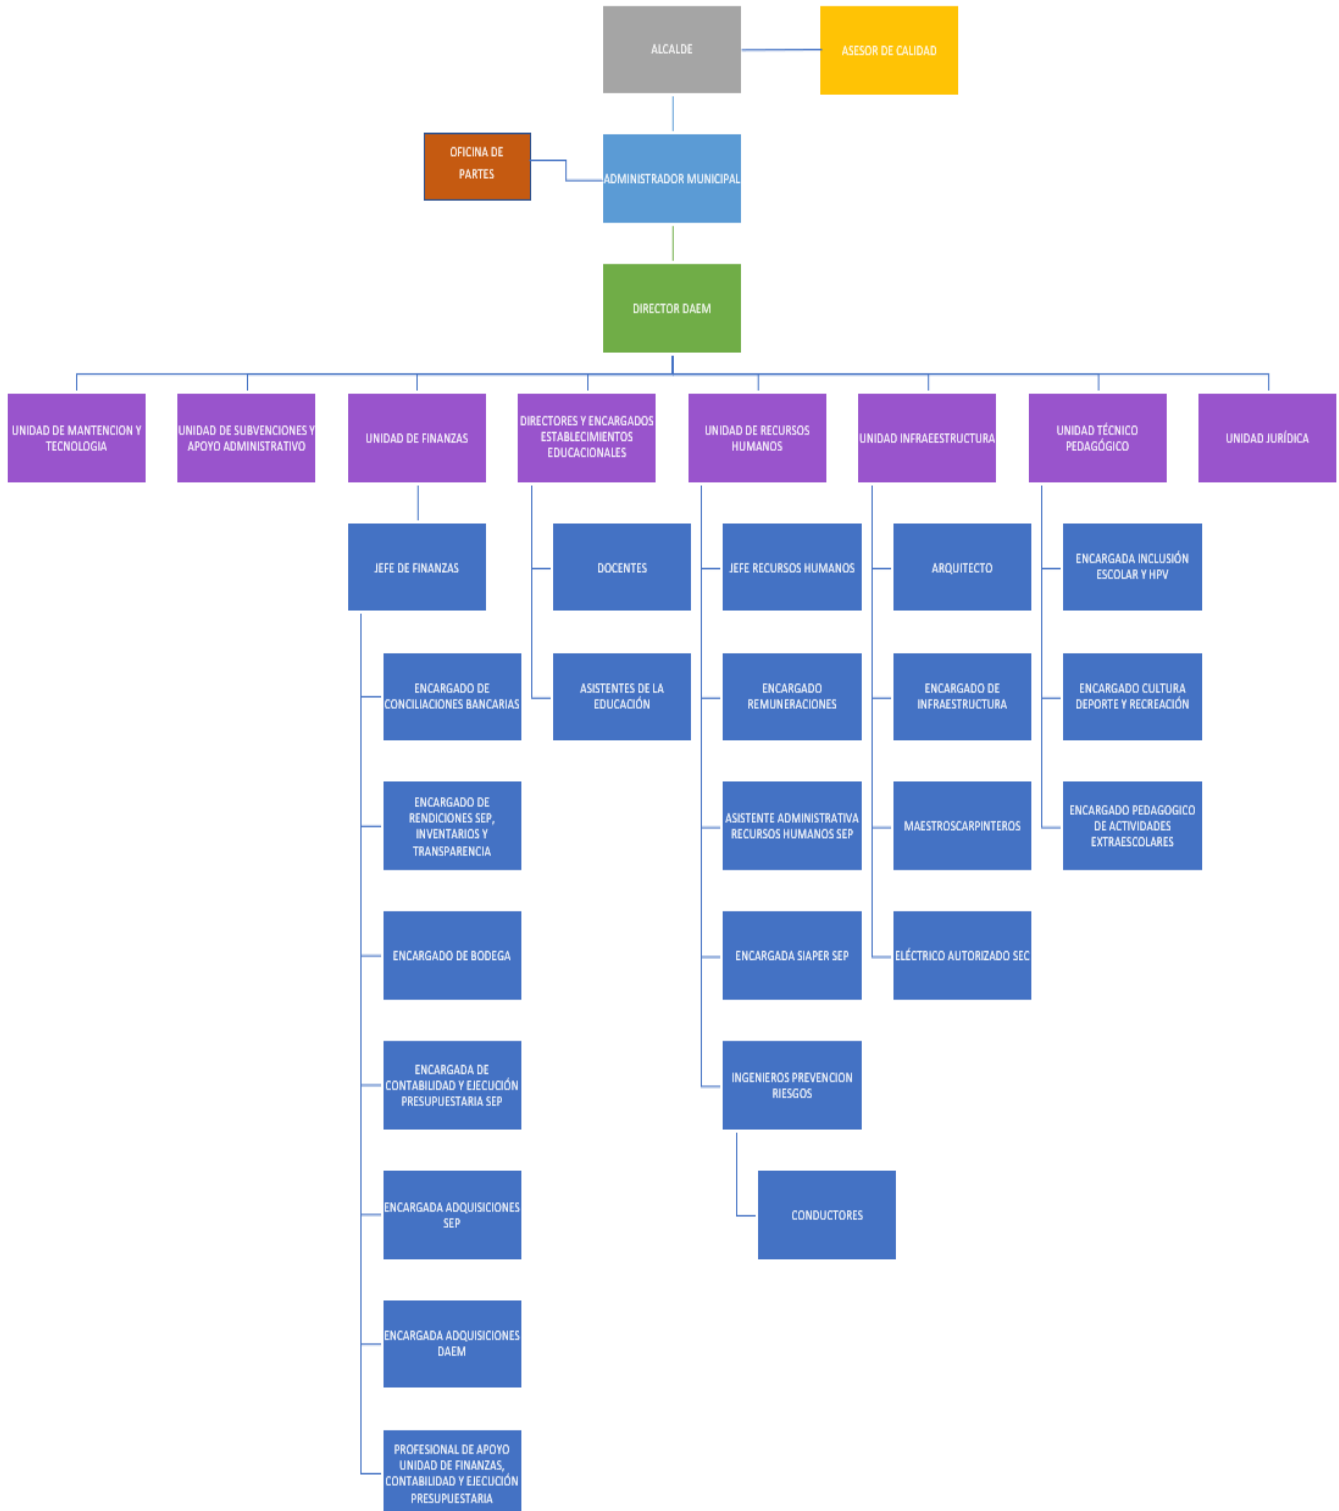 ALCALDE
ASESOR DE CALIDAD
OFICINA DE
PARTES
ADMINISTRADOR MUNICIPAL
DIRECTOR DAEM
UNIDAD DE MANTENCION Y
TECNOLOGIA
UNIDAD DE SUBVENCIONES Y
APOYO ADMINISTRATIVO
UNIDAD DE FINANZAS
DIRECTORES Y ENCARGADOS
ESTABLECIMIENTOS
EDUCACIONALES
UNIDAD DE RECURSOS
HUMANOS
UNIDAD INFRAEESTRUCTURA
UNIDAD TÉCNICO
PEDAGÓGICO
UNIDAD JURÍDICA
JEFE DE FINANZAS
DOCENTES
JEFE RECURSOS HUMANOS
ARQUITECTO
ENCARGADA INCLUSIÓN
ESCOLAR Y HPV
ENCARGADO DE
CONCILIACIONES BANCARIAS
ASISTENTES DE LA
EDUCACIÓN
ENCARGADO
REMUNERACIONES
ENCARGADO DE
INFRAESTRUCTURA
ENCARGADO CULTURA
DEPORTE Y RECREACIÓN
ENCARGADO DE
RENDICIONES SEP,
INVENTARIOS Y
TRANSPARENCIA
ASISTENTE ADMINISTRATIVA
RECURSOS HUMANOS SEP
MAESTROSCARPINTEROS
ENCARGADO PEDAGOGICO
DE ACTIVIDADES
EXTRAESCOLARES
ENCARGADO DE BODEGA
ENCARGADA SIAPER SEP
ELÉCTRICO AUTORIZADO SEC
ENCARGADA DE
CONTABILIDAD Y EJECUCIÓN
PRESUPUESTARIA SEP
INGENIEROS PREVENCION
RIESGOS
ENCARGADA ADQUISICIONES
SEP
CONDUCTORES
ENCARGADA ADQUISICIONES
DAEM
PROFESIONAL DE APOYO
UNIDAD DE FINANZAS,
CONTABILIDAD Y EJECUCIÓN
PRESUPUESTARIA